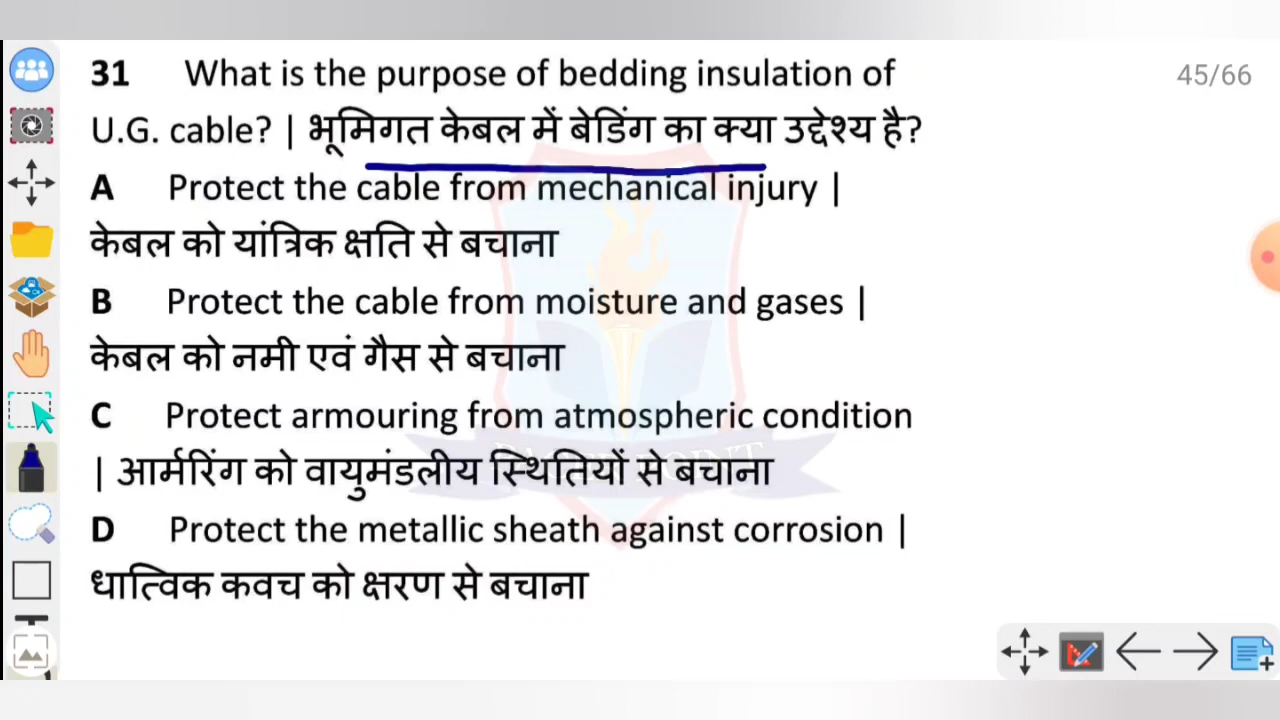 31 What is the purpose of bedding insulation of
45/66
U.G. cable? | भूमिगत केबल में बेडिंग का क्या उद्देश्य है?
A Protect the cable from mechanical injury |
केबल को यांत्रिक क्षति से बचाना
B Protect the cable from moisture and gases |
केबल को नमी एवं गैस से बचाना
C Protect armouring from atmospheric condition
| आर्मरिंग को वायुमंडलीय स्थितियों से बचाना
D Protect the metallic sheath against corrosion |
धात्विक कवच को क्षरण से बचाना